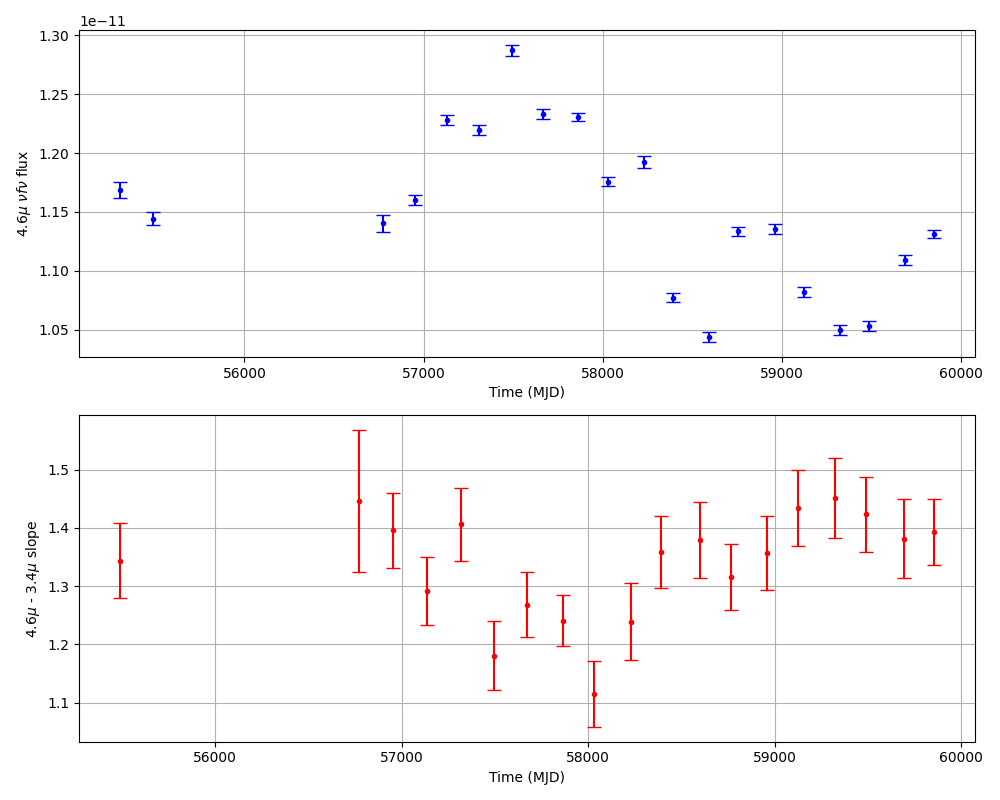 1e−11
1.30
1.25
1.20
1.15
1.10
1.05
4.6μ νfν flux
56000 57000 58000 59000 60000
Time (MJD)
1.5
1.4
1.3
1.2
1.1
4.6μ - 3.4μ slope
56000 57000 58000 59000 60000
Time (MJD)